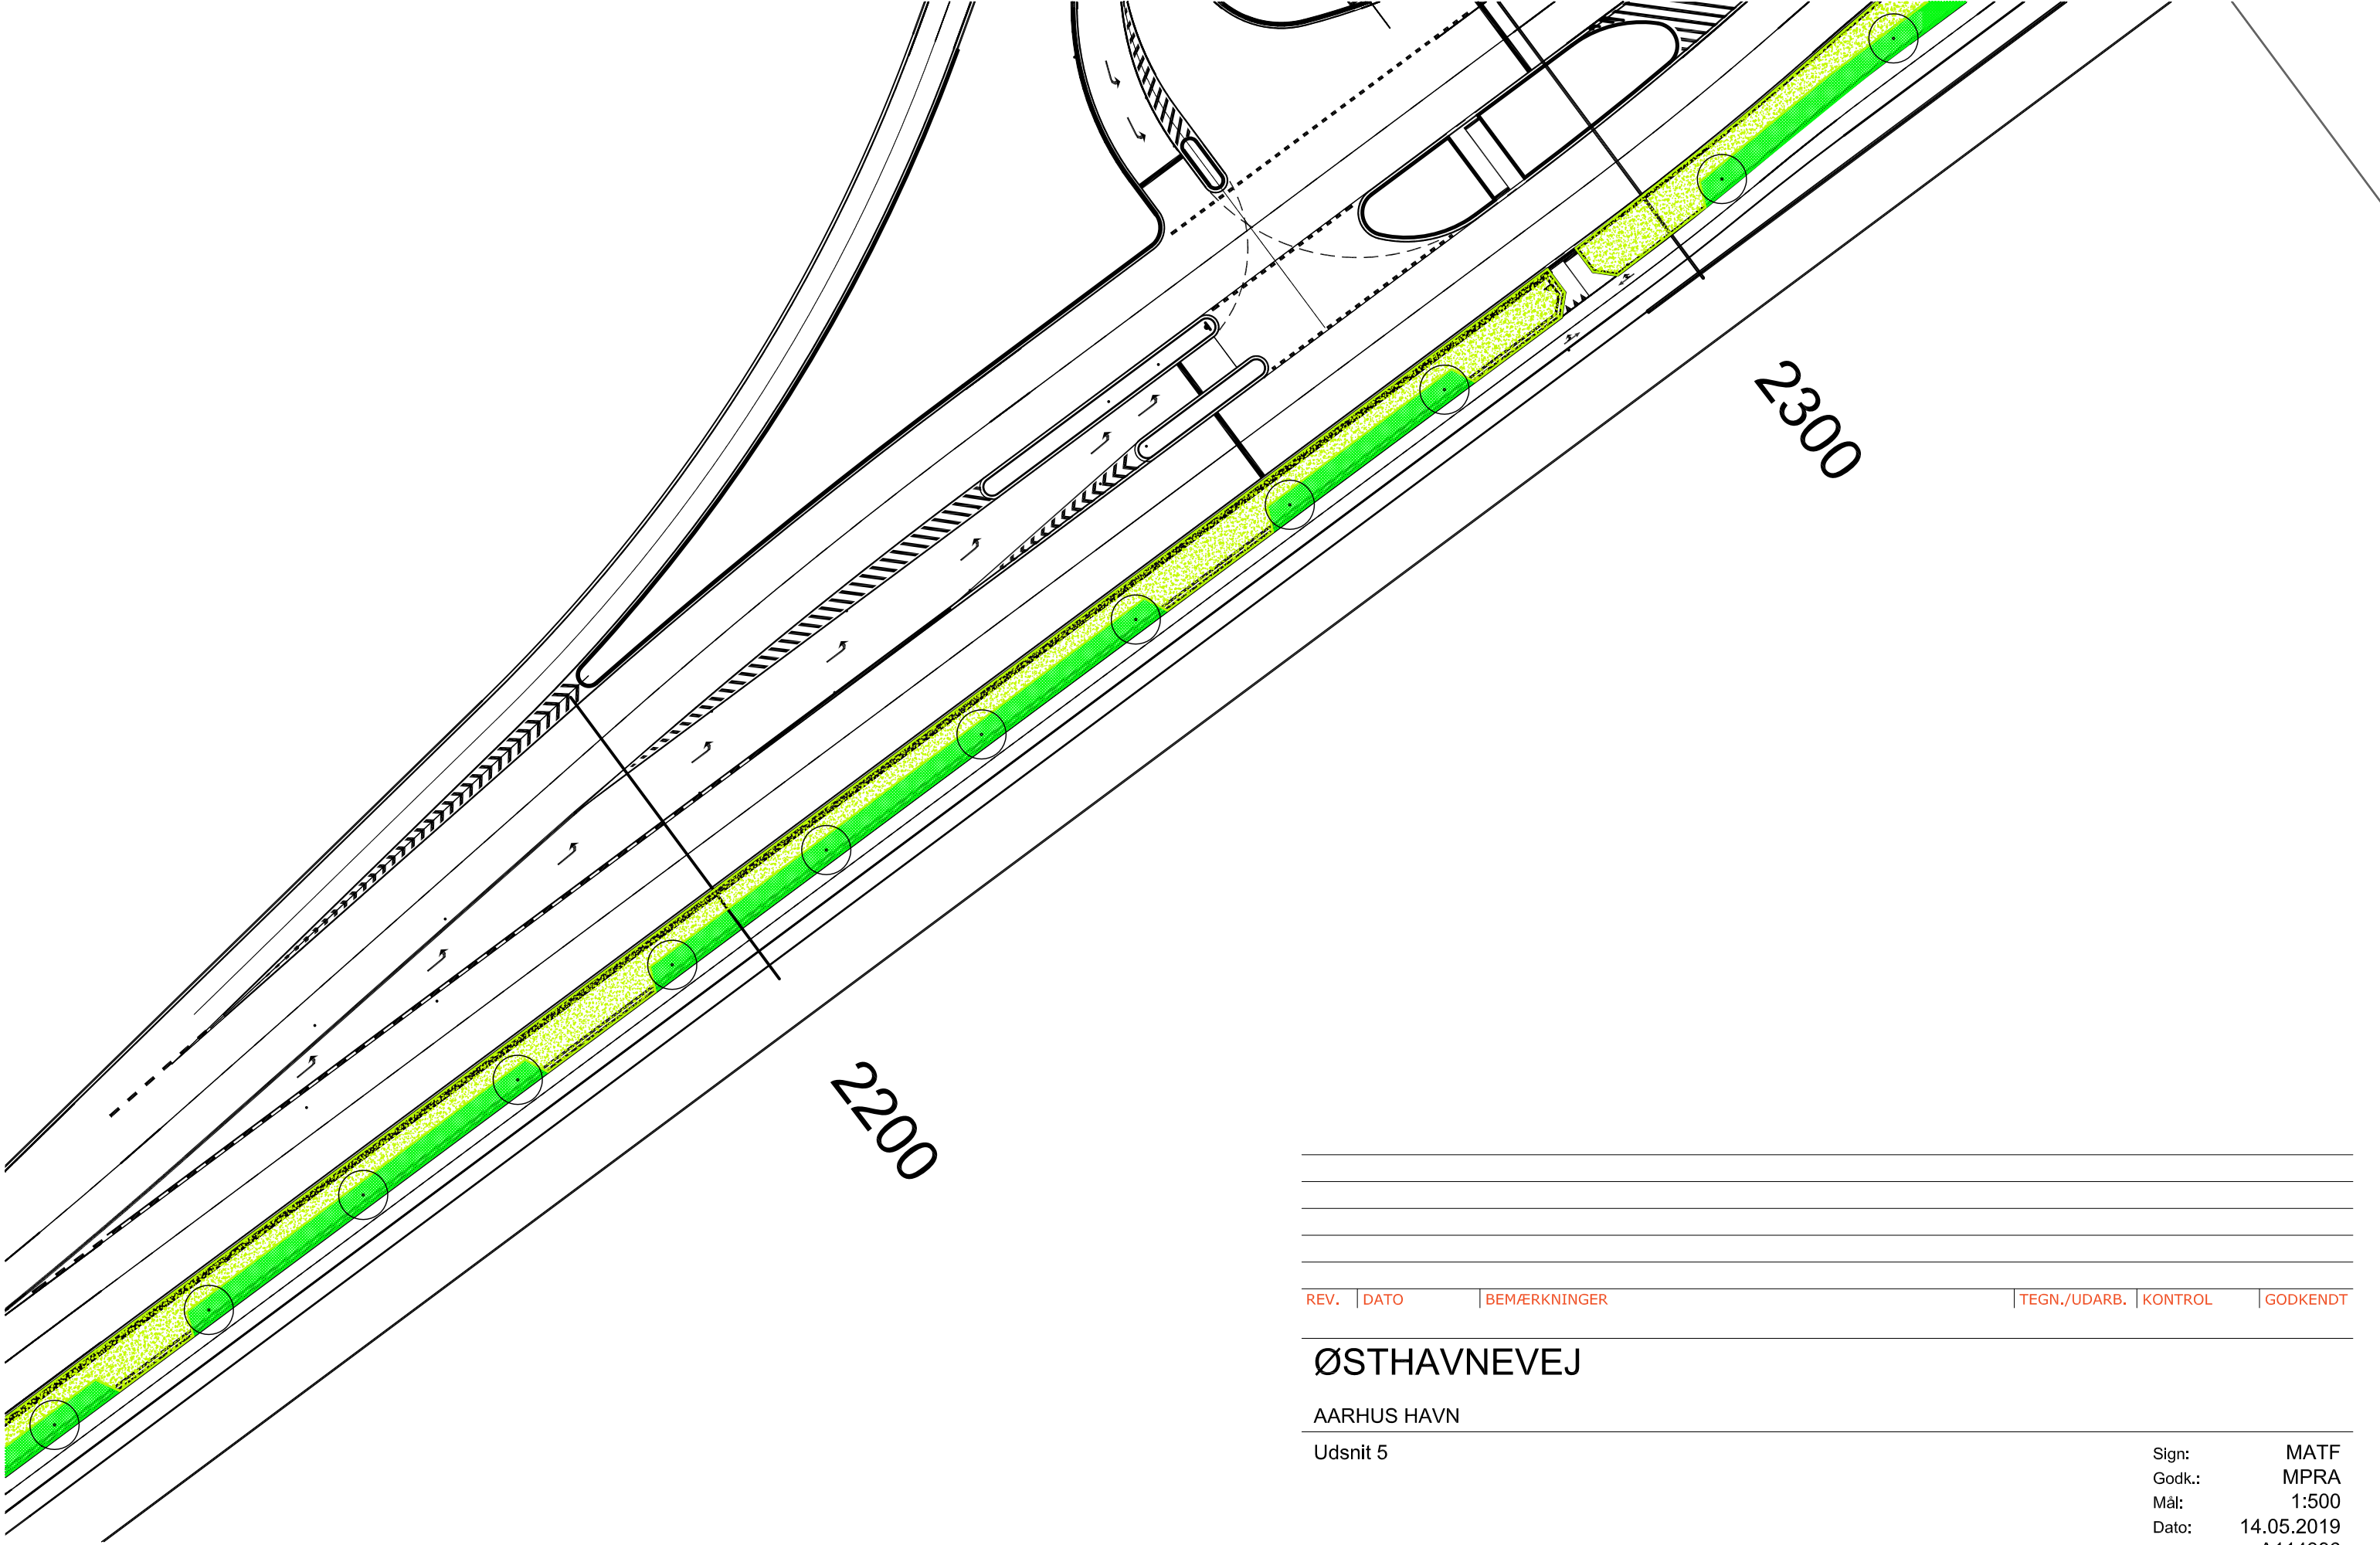 2300
2200
REV. DATO BEMÆRKNINGER TEGN./UDARB. KONTROL GODKENDT
ØSTHAVNEVEJ
AARHUS HAVN
Udsnit 5
Sign: MATF
Godk.: MPRA
Mål: 1:500
Dato: 14.05.2019